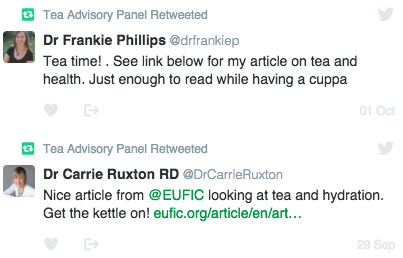 Tea Advisory Panel Retweeted
Dr Frankie Phillips @drfrankiep
Tea time! . See link below for my article on tea and
health. Just enough to read while having a cuppa
01 Oct
Tea Advisory Panel Retweeted
Dr Carrie Ruxton RD @DrCarrieRuxton
Nice article from @EUFIC looking at tea and hydration.
Get the kettle on! eufic.org/article/en/art…
29 Sep